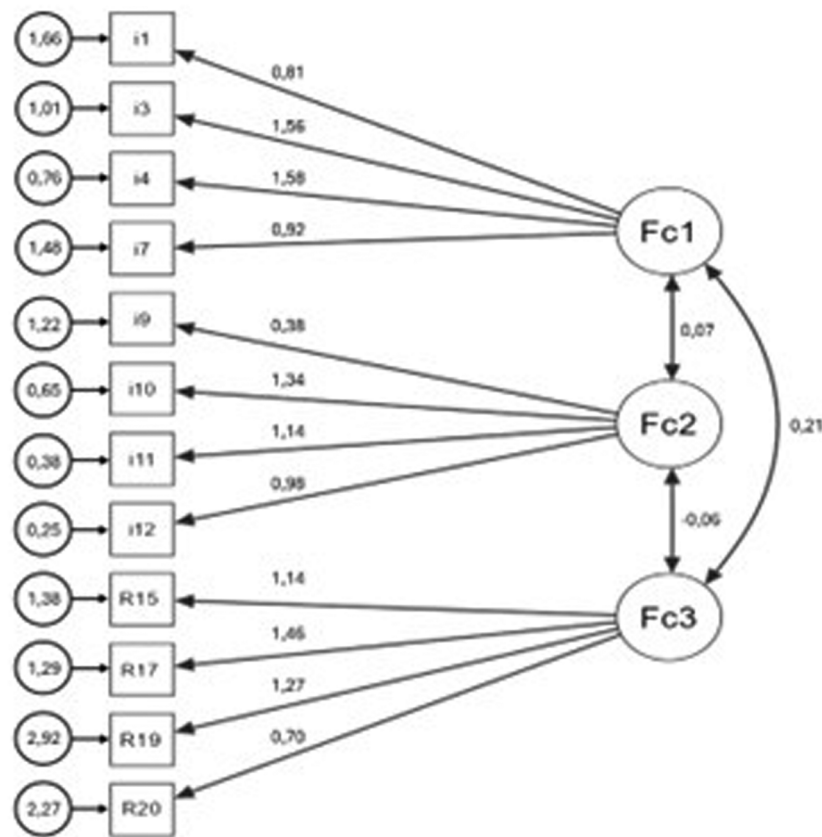 1,66 i1 0,81
1,01 i3 1,56
0,76 i4 1,58
1,48 i7 0,92
Fc1
1,22 i9 0,38
0,07
0,65 i10 1,34
0,38 i11 1,14
Fc2
0,21
0,25 i12 0,98
-0,06
1,38 R15 1,14
Fc3
1,29 R17 1,46
2,92 R19 1,27
2,27 R20 0,70